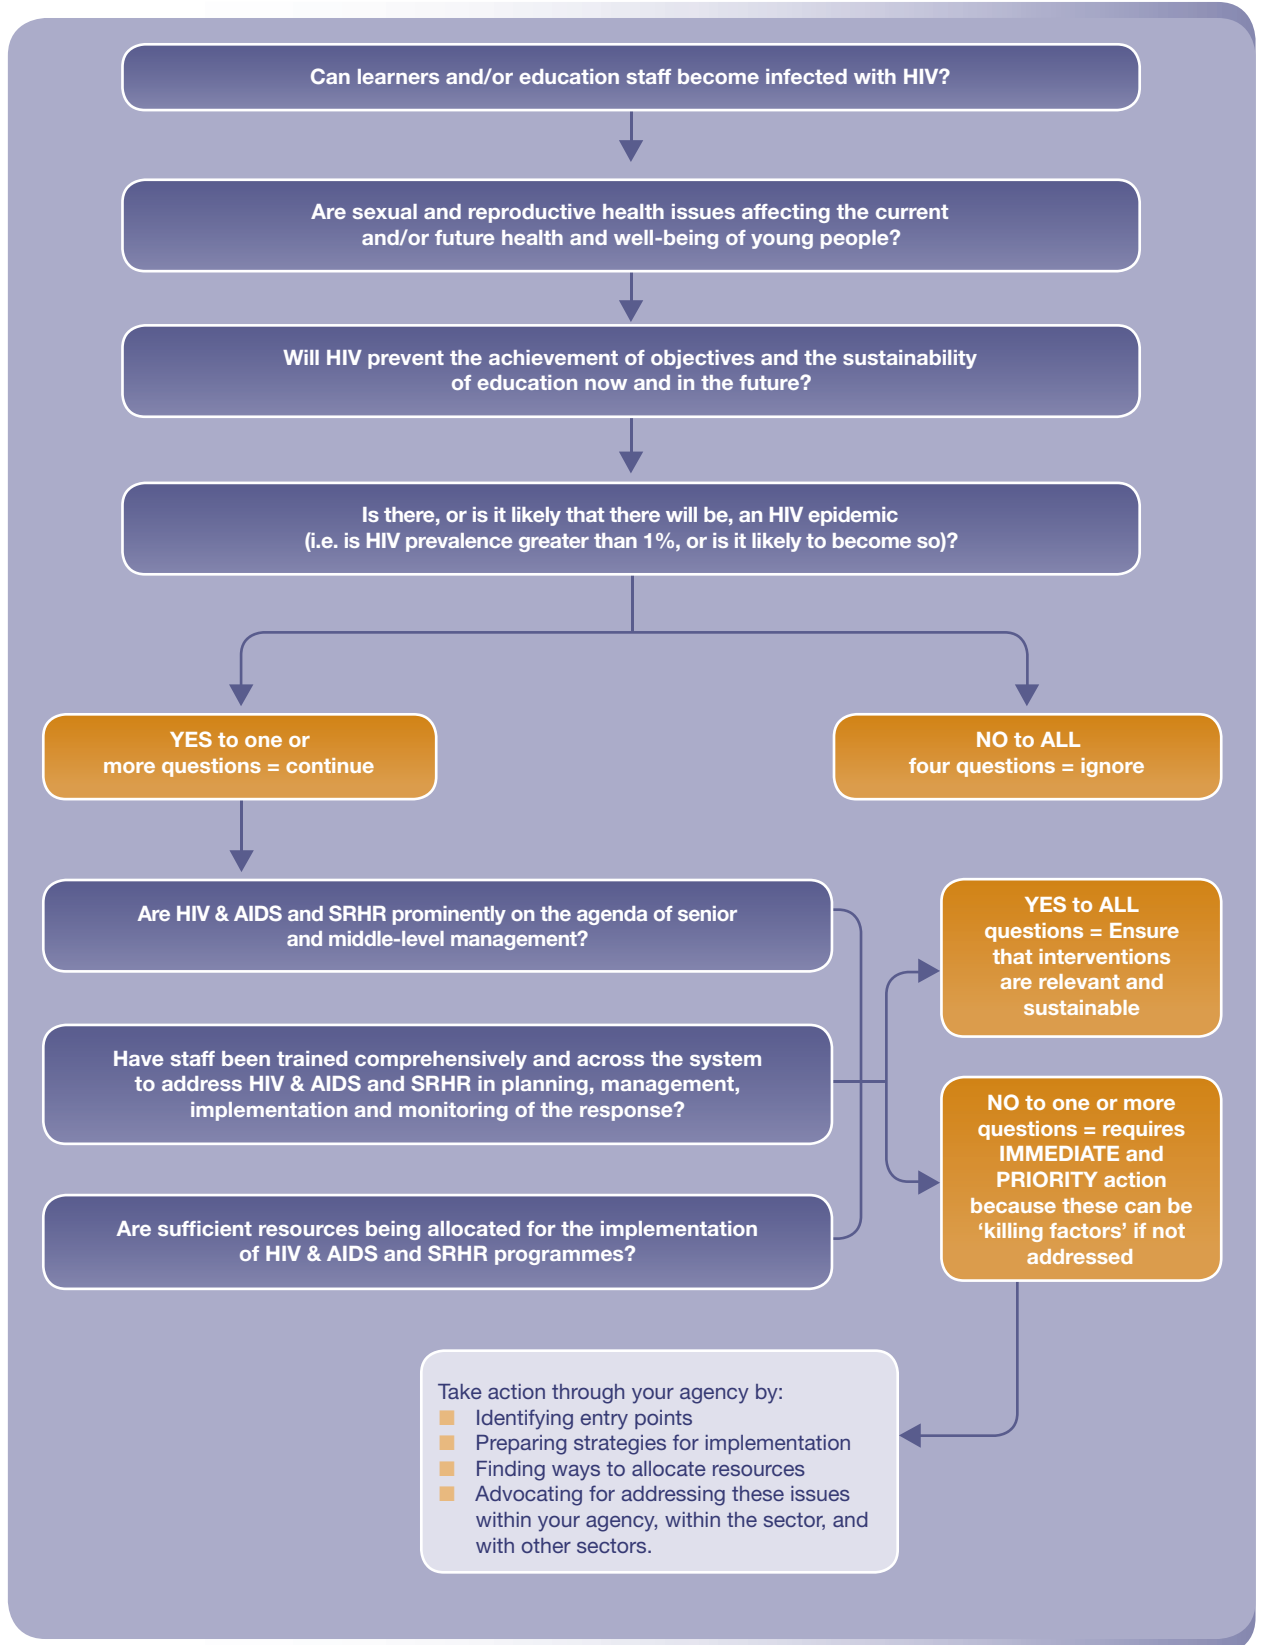 Can learners and/or education staff become infected with HIV?
Are sexual and reproductive health issues affecting the current
and/or future health and well-being of young people?
Will HIV prevent the achievement of objectives and the sustainability
of education now and in the future?
Is there, or is it likely that there will be, an HIV epidemic
(i.e. is HIV prevalence greater than 1%, or is it likely to become so)?
YES to one or
more questions = continue
NO to ALL
four questions = ignore
Are HIV & AIDS and SRHR prominently on the agenda of senior
and middle-level management?
Have staff been trained comprehensively and across the system
to address HIV & AIDS and SRHR in planning, management,
implementation and monitoring of the response?
Are sufficient resources being allocated for the implementation
of HIV & AIDS and SRHR programmes?
YES to ALL
questions = Ensure
that interventions
are relevant and
sustainable
NO to one or more
questions = requires
IMMEDIATE and
PRIORITY action
because these can be
‘killing factors’ if not
addressed
Take action through your agency by:
Identifying entry points
Preparing strategies for implementation
Finding ways to allocate resources
Advocating for addressing these issues
within your agency, within the sector, and
with other sectors.